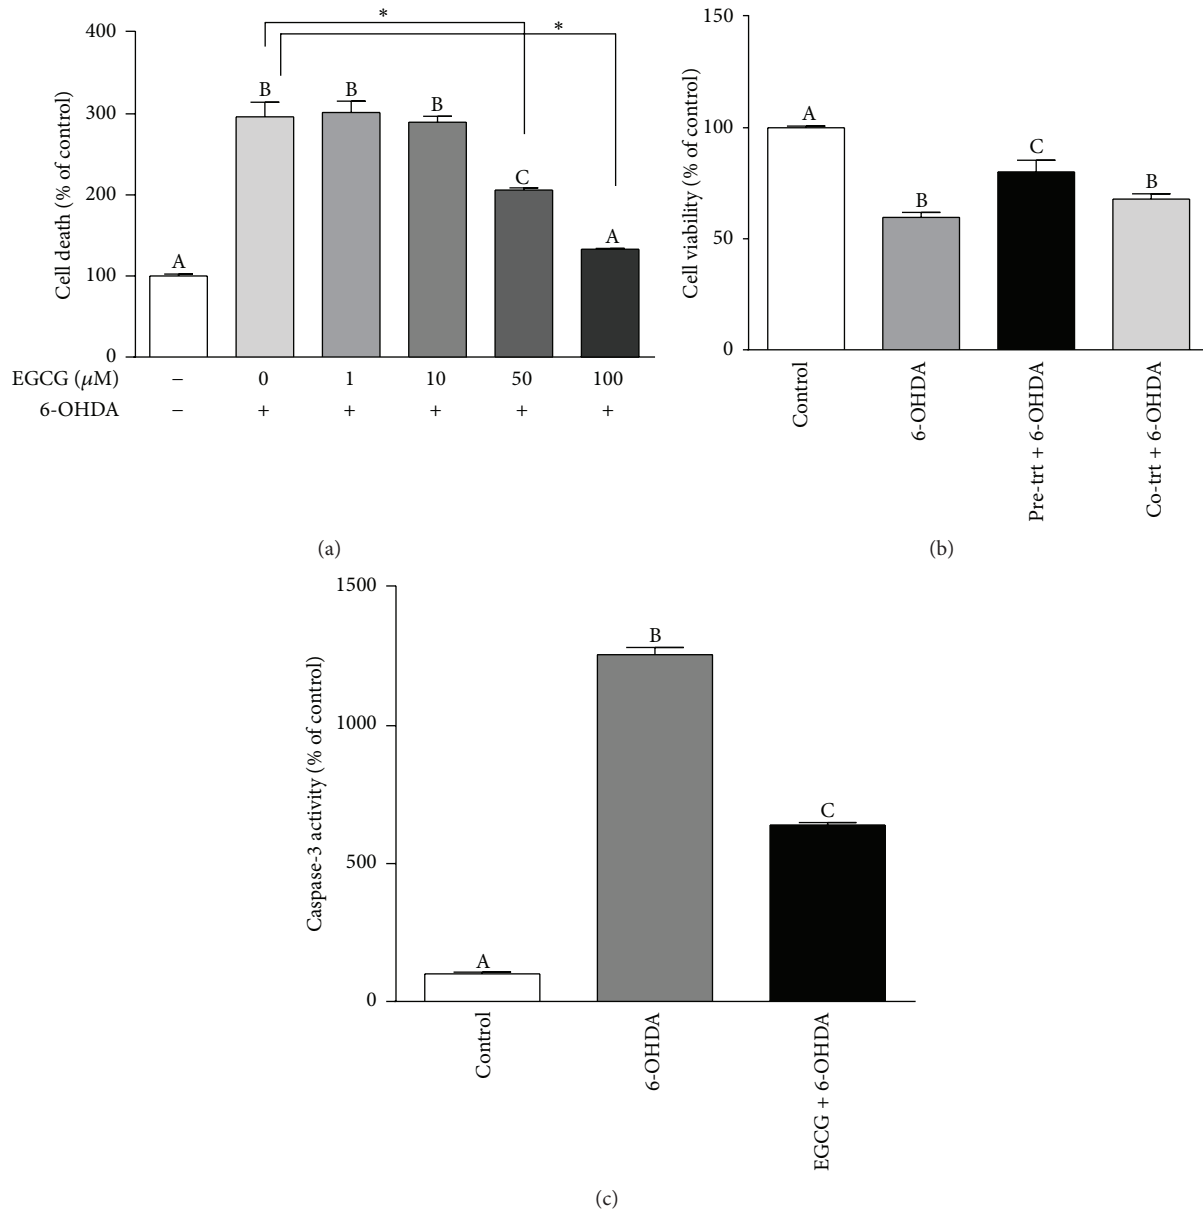 * *
400
300
200
100
0
Cell death (% of control)
A B B B C A
EGCG (μM) − 0 1 10 50 100
6-OHDA − + + + + +
(a)
150
100
50
0
Cell viability (% of control)
A B C B
Control
6-OHDA
Pre-trt + 6-OHDA
Co-trt + 6-OHDA
(b)
1500
1000
500
0
Caspase-3 activity (% of control)
A B C
Control
6-OHDA
EGCG + 6-OHDA
(c)